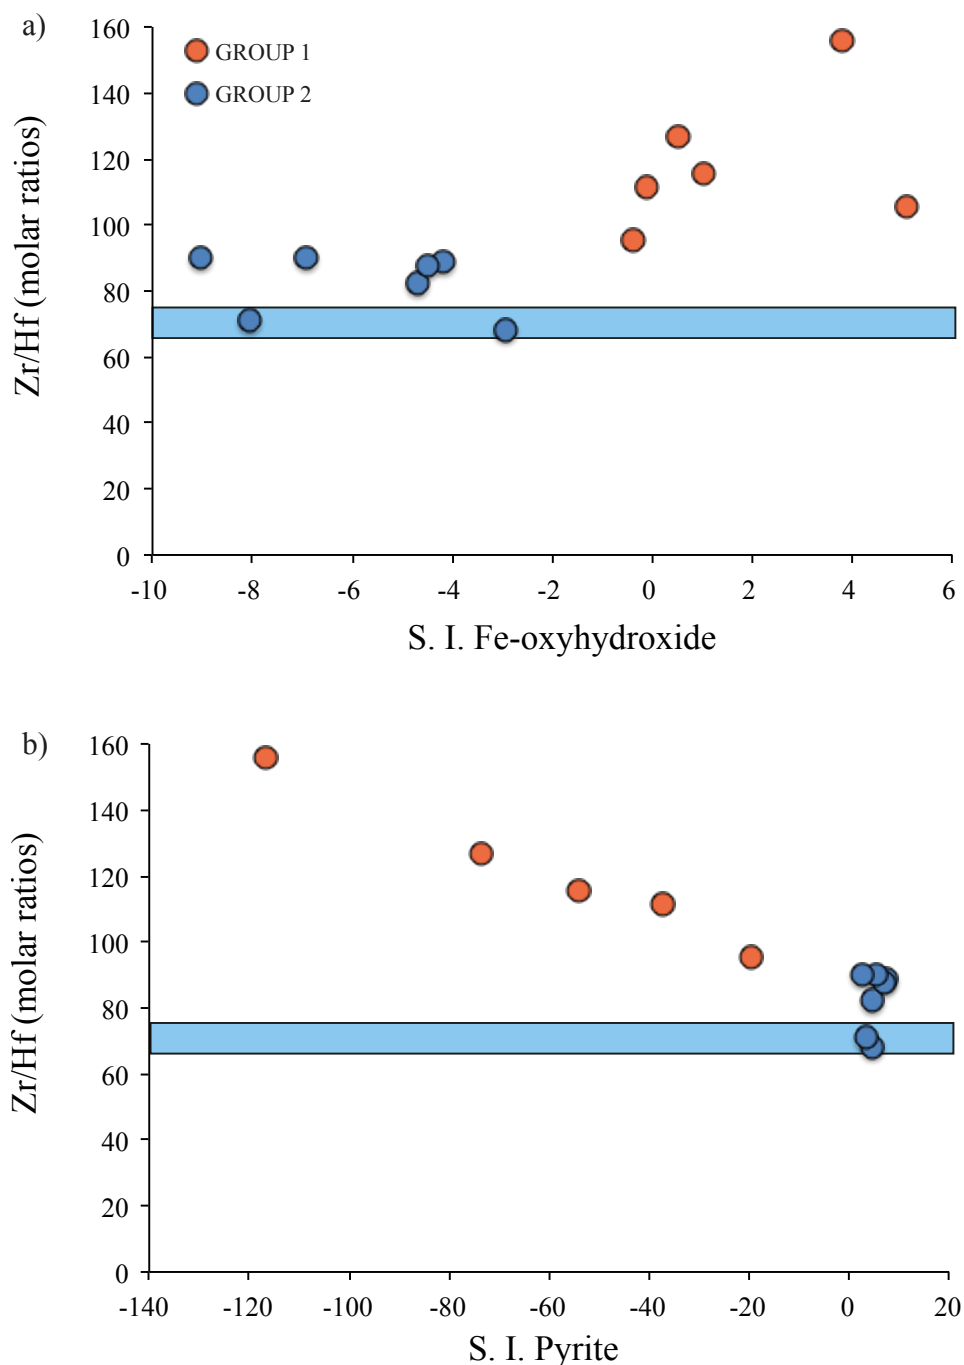 a)
GROUP 1
GROUP 2
Zr/Hf (molar ratios)
160
140
120
100
80
60
40
20
0
-10 -8 -6 -4 -2 0 2 4 6
S. I. Fe-oxyhydroxide
b)
Zr/Hf (molar ratios)
160
140
120
100
80
60
40
20
0
-140 -120 -100 -80 -60 -40 -20 0 20
S. I. Pyrite